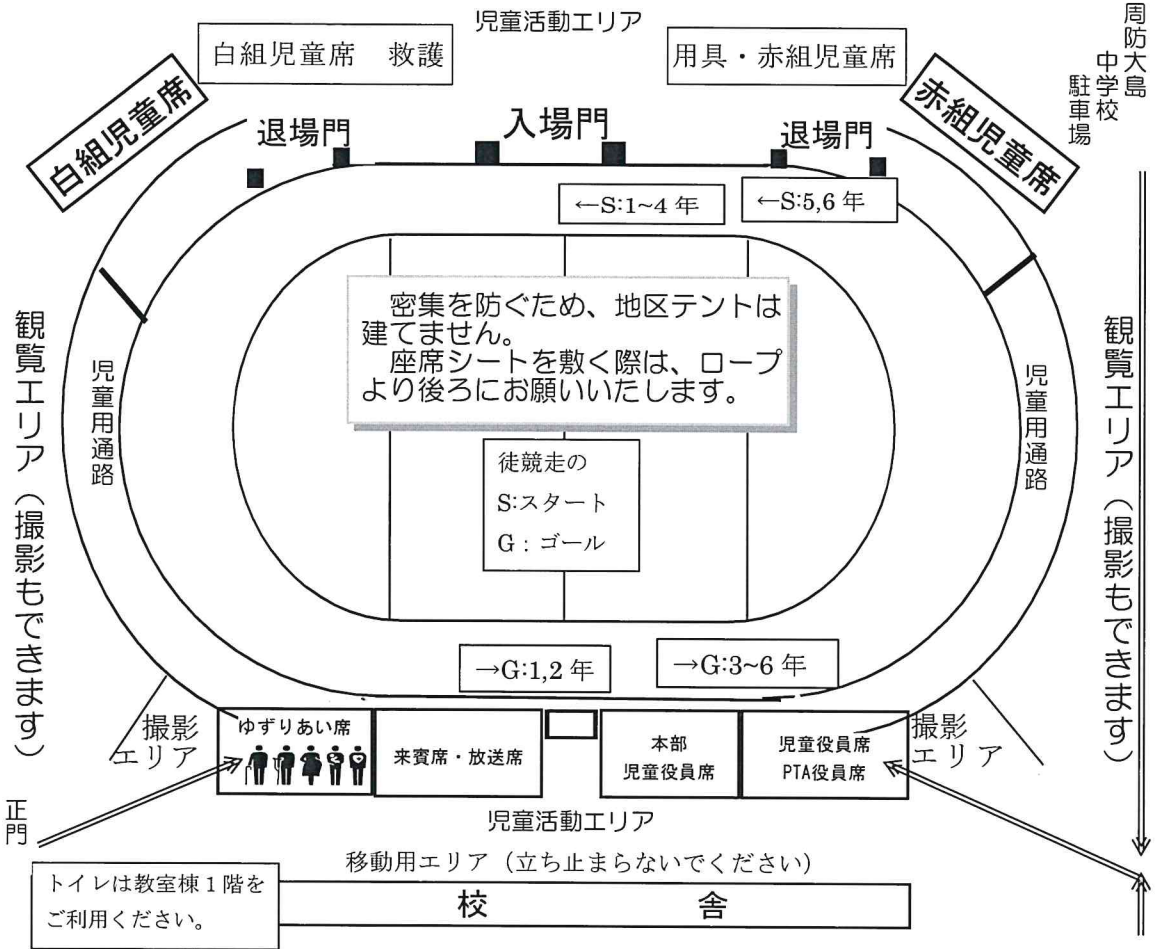 児童活動エリア
周防大島
中学校
駐車場
白組児童席　救護
用具・赤組児童席
白組児童席
赤組児童席
退場門
入場門
退場門
←S:1~4 年
←S:5,6 年
密集を防ぐため、地区テントは
建てません。
座席シートを敷く際は、ロープ
より後ろにお願いいたします。
観覧エリア（撮影もできます）
児童用通路
児童用通路
観覧エリア（撮影もできます）
徒競走の
S:スタート
G：ゴール
→G:1,2 年
→G:3~6 年
撮影
エリア
ゆずりあい席
来賓席・放送席
本部
児童役員席
児童役員席
PTA役員席
撮影
エリア
正門
児童活動エリア
移動用エリア（立ち止まらないでください）
トイレは教室棟１階を
ご利用ください。
校　　　舎